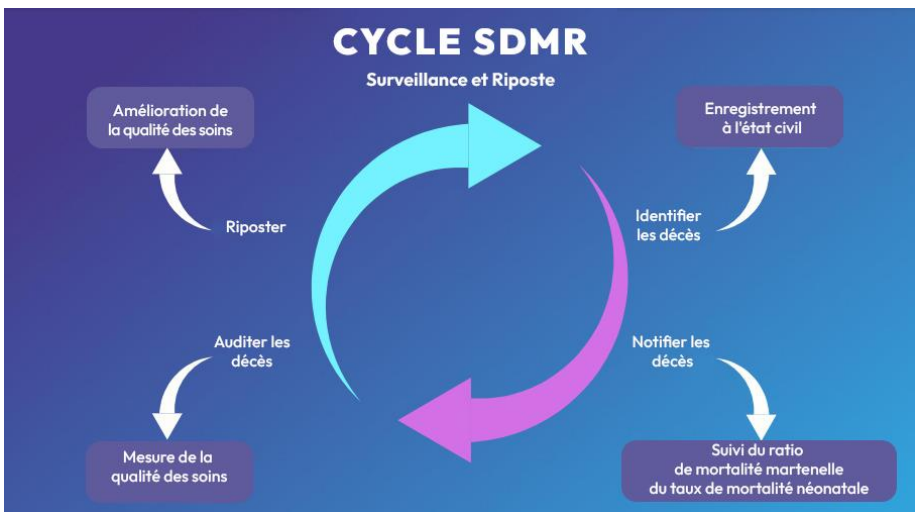 CYCLE SDMR
Surveillance et Riposte
Amélioration de
la qualité des soins
Enregistrement
à l'état civil
Riposter
Identifier
les décès
Auditer les
décès
Notifier les
décès
Mesure de la
qualité des soins
Suivi du ratio
de mortalité martenelle
du taux de mortalité néonatale